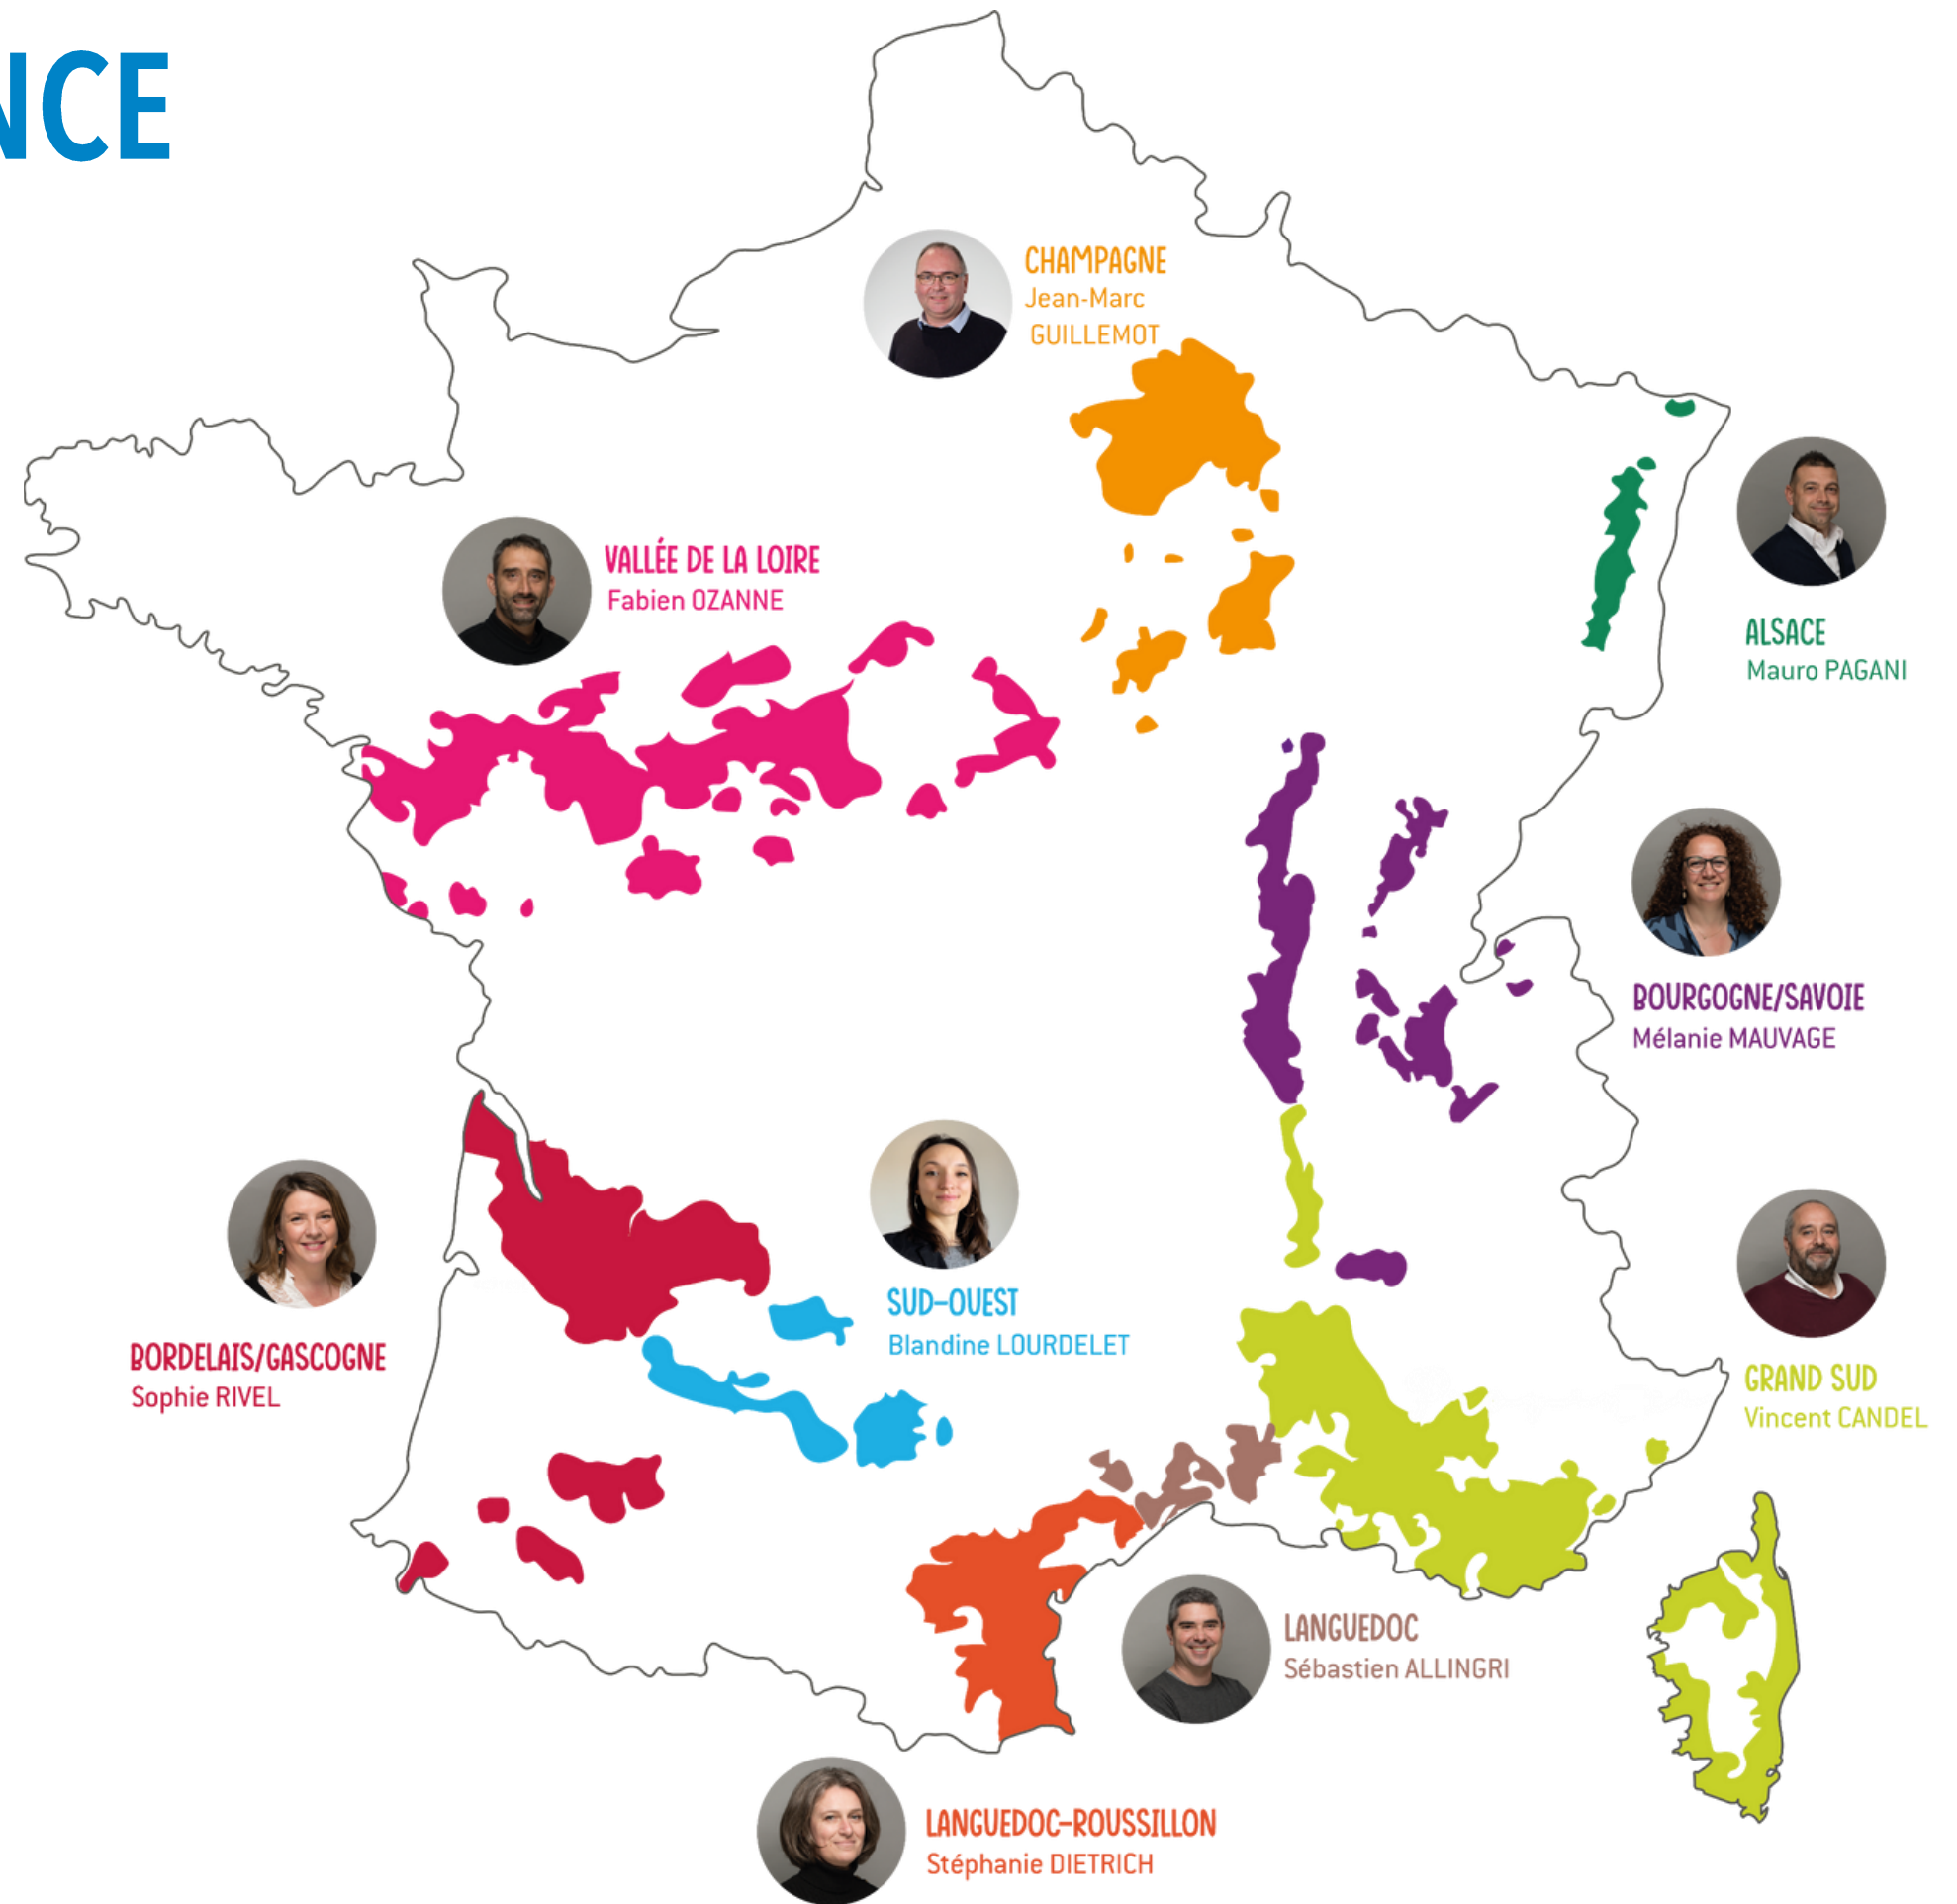 NCE
CHAMPAGNE
Jean-Marc
GUILLEMOT
VALLÉE DE LA LOIRE
Fabien OZANNE
ALSACE
Mauro PAGANI
BOURGOGNE/SAVOIE
Mélanie MAUVAGE
SUD-OUEST
Blandine LOURDELET
BORDELAIS/GASCOGNE
Sophie RIVEL
GRAND SUD
Vincent CANDEL
LANGUEDOC
Sébastien ALLINGRI
LANGUEDOC-ROUSSILLON
Stéphanie DIETRICH